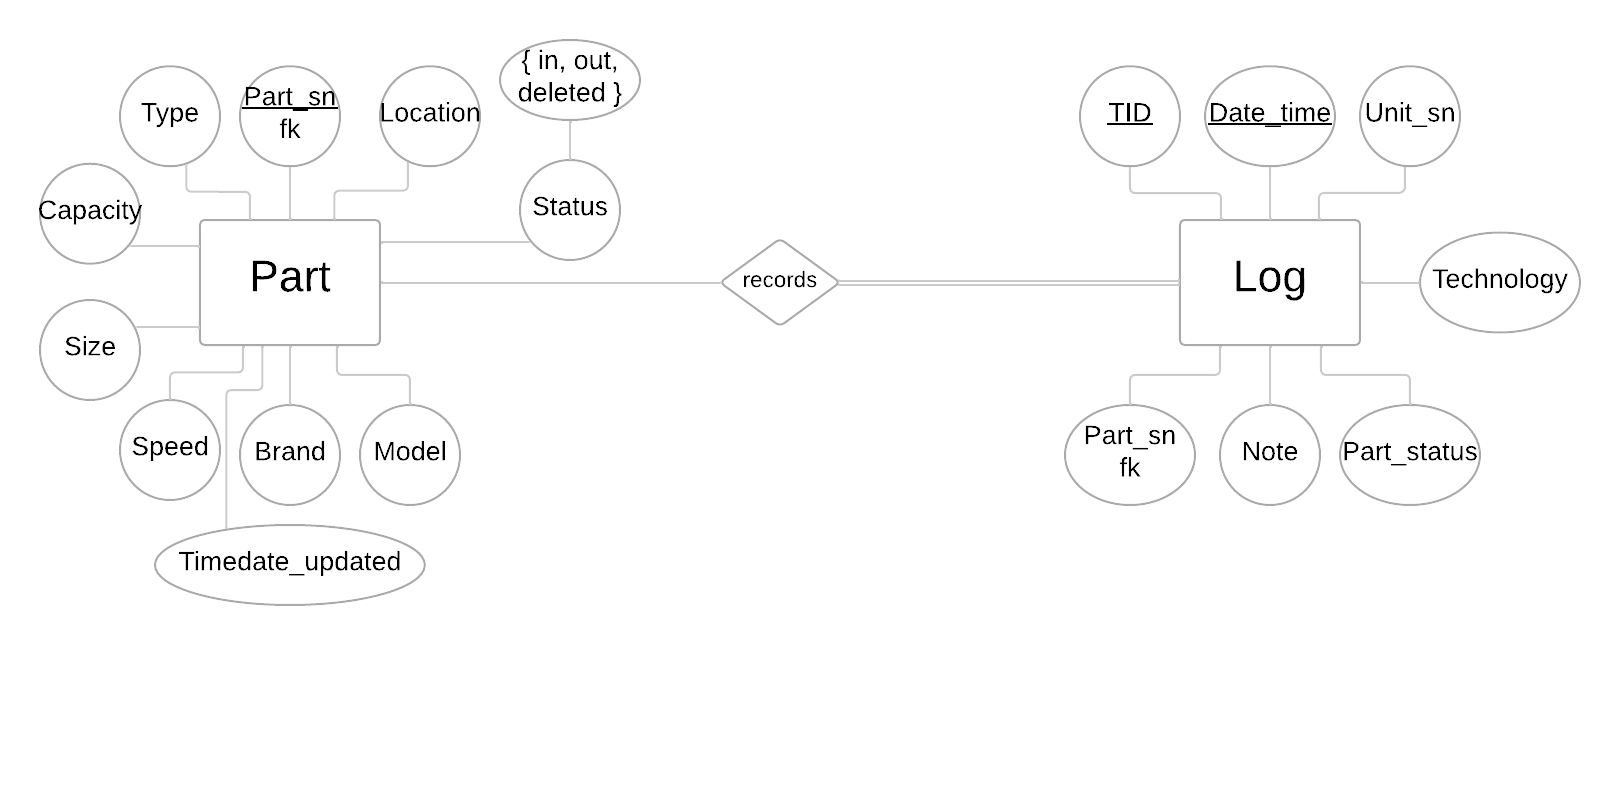 { in, out,
deleted }
Type
Part_sn
fk
Location
TID
Date_time
Unit_sn
Capacity
Status
Part
records
Log
Technology
Size
Speed
Brand
Model
Part_sn
fk
Note
Part_status
Timedate_updated